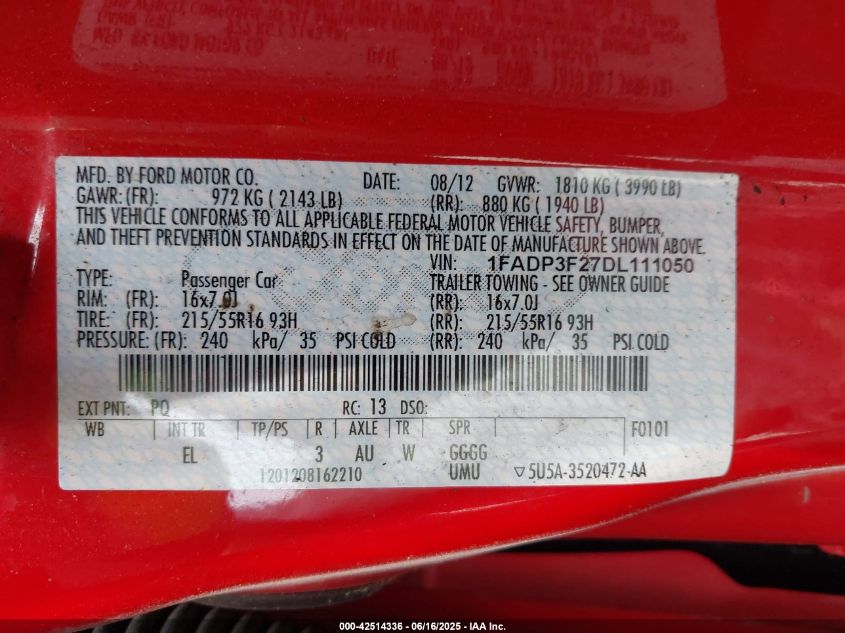 MFD. BY FORD MOTOR CO. DATE: 08/12 GVWR: 1810 KG ( 3990 LB)
GAWR: (FR): 972 KG ( 2143 LB) (RR): 880 KG ( 1940 LB)
THIS VEHICLE CONFORMS TO ALL APPLICABLE FEDERAL MOTOR VEHICLE SAFETY, BUMPER,
AND THEFT PREVENTION STANDARDS IN EFFECT ON THE DATE OF MANUFACTURE SHOWN ABOVE.
VIN: 1FADP3F27DL111050
TYPE: Passenger Car TRAILER TOWING - SEE OWNER GUIDE
RIM: (FR): 16x7.0J (RR): 16x7.0J
TIRE: (FR): 215/55R16 93H (RR): 215/55R16 93H
PRESSURE: (FR): 240 kPa/ 35 PSI COLD (RR): 240 kPa/ 35 PSI COLD
EXT PNT: PQ RC: 13 DSO:
WB INT TR TP/PS R AXLE TR SPR F0101
EL 3 AU W GGGG
1201208162210 UMU ▽5U5A-3520472-AA
000-42514336 - 06/16/2025 - IAA Inc.